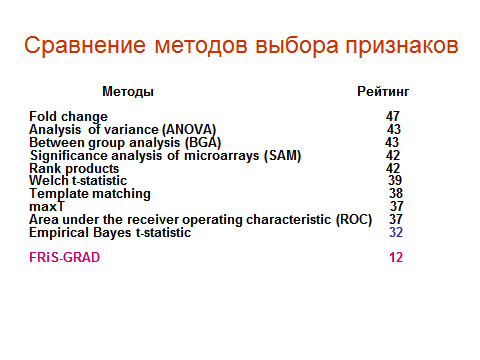 Сравнение методов выбора признаков
Методы Рейтинг
Fold change 47
Analysis of variance (ANOVA) 43
Between group analysis (BGA) 43
Significance analysis of microarrays (SAM) 42
Rank products 42
Welch t-statistic 39
Template matching 38
maxT 37
Area under the receiver operating characteristic (ROC) 37
Empirical Bayes t-statistic 32
FRiS-GRAD 12